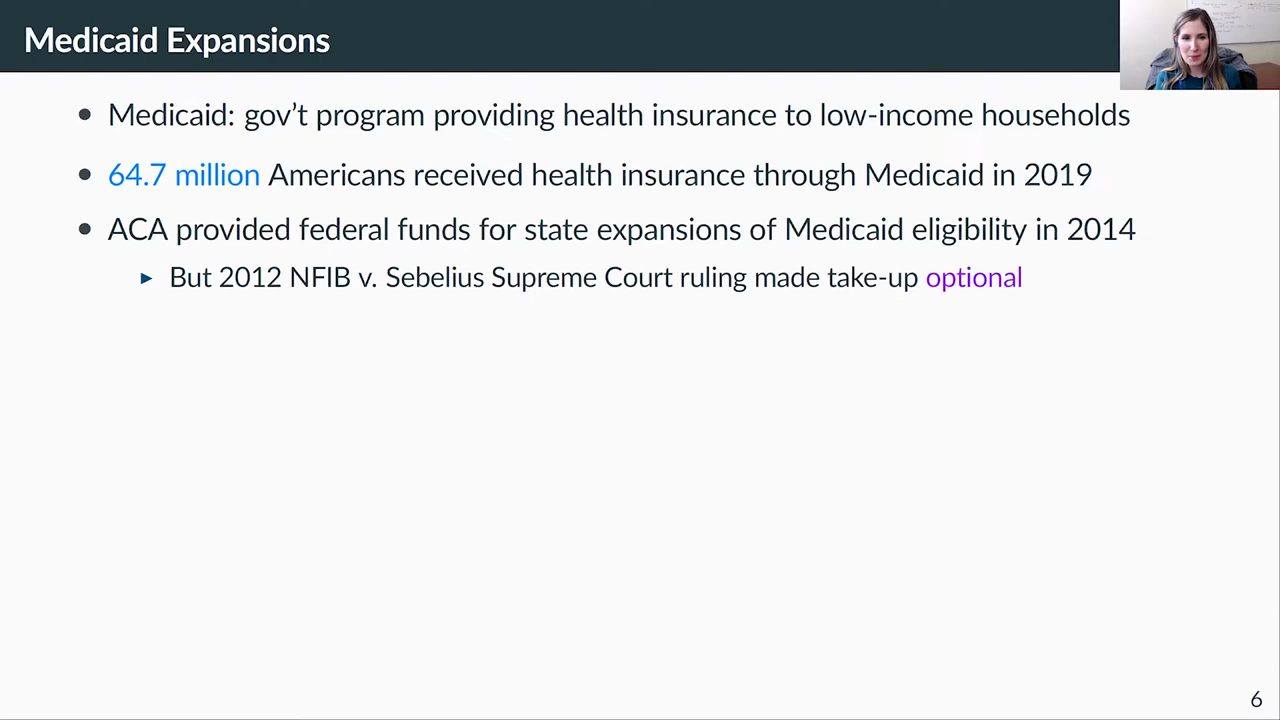 Medicaid Expansions
• Medicaid: gov't program providing health insurance to low-income households
• 64.7 million Americans received health insurance through Medicaid in 2019
• ACA provided federal funds for state expansions of Medicaid eligibility in 2014
▶ But 2012 NFIB v. Sebelius Supreme Court ruling made take-up optional
6